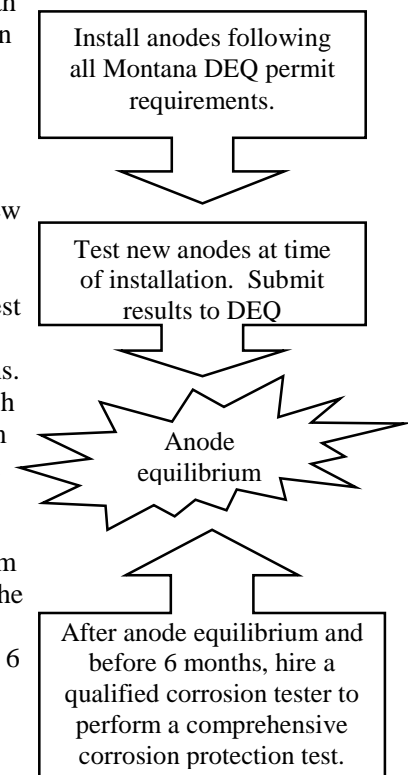 Install anodes following
all Montana DEQ permit
requirements.
Test new anodes at time
of installation.  Submit
results to DEQ
Anode
equilibrium
After anode equilibrium and
before 6 months, hire a
qualified corrosion tester to
perform a comprehensive
corrosion protection test.
6